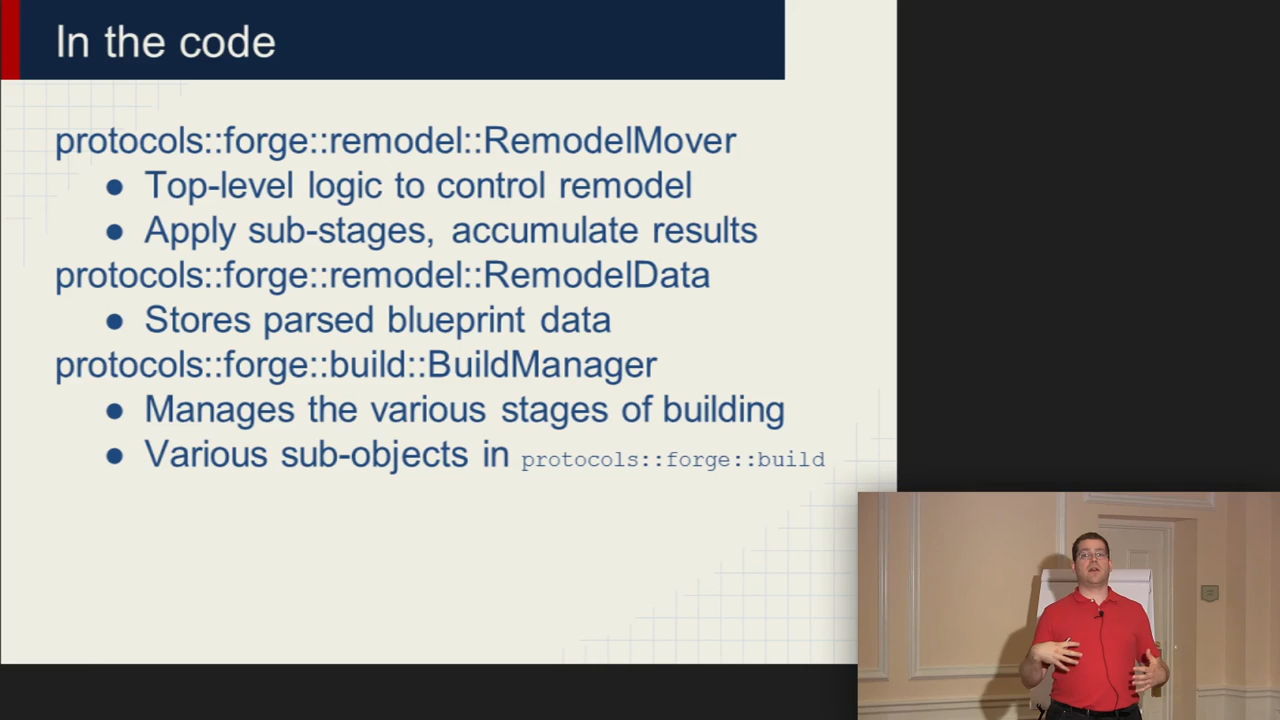 In the code
protocols::forge::remodel::RemodelMover
● Top-level logic to control remodel
● Apply sub-stages, accumulate results
protocols::forge::remodel::RemodelData
● Stores parsed blueprint data
protocols::forge::build::BuildManager
● Manages the various stages of building
● Various sub-objects in protocols::forge::build